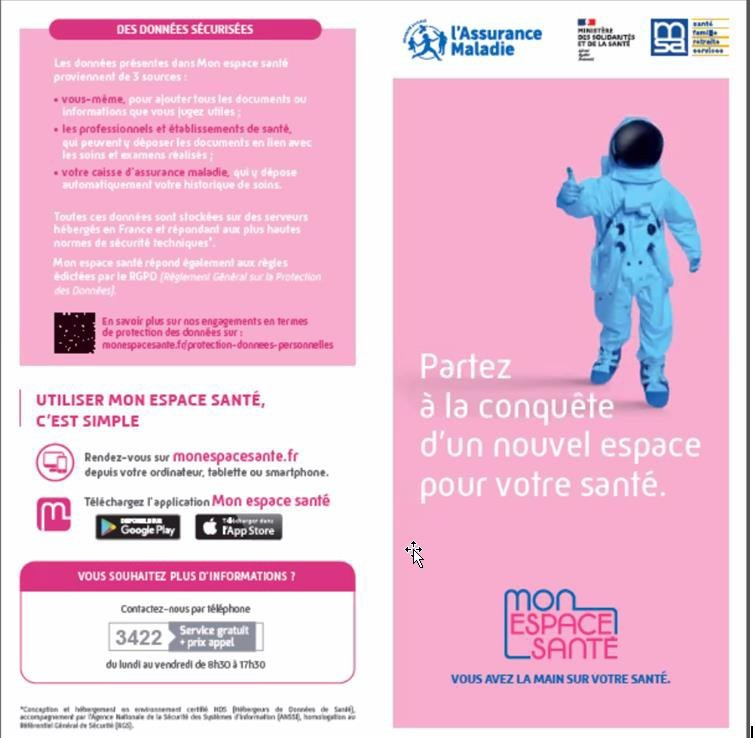 DES DONNÉES SÉCURISÉES
Les données présentes dans Mon espace santé
proviennent de 3 sources :
• vous-même, pour ajouter tous les documents ou
informations que vous jugez utiles ;
• les professionnels et établissements de santé,
qui peuvent y déposer les documents en lien avec
les soins et examens réalisés ;
• votre caisse d'assurance maladie, qui y dépose
automatiquement votre historique de soins.
Toutes ces données sont stockées sur des serveurs
hébergés en France et répondant aux plus hautes
normes de sécurité techniques*.
Mon espace santé répond également aux règles
édictées par le RGPD (Règlement Général sur la Protection
des Données).
En savoir plus sur nos engagements en termes
de protection des données sur :
monespacesante.fr/protection-donnees-personnelles
UTILISER MON ESPACE SANTÉ,
C'EST SIMPLE
Rendez-vous sur monespacesante.fr
depuis votre ordinateur, tablette ou smartphone.
Téléchargez l'application Mon espace santé
DISPONIBLE SUR
Google Play
Télécharger dans
l'App Store
VOUS SOUHAITEZ PLUS D'INFORMATIONS ?
Contactez-nous par téléphone
3422
Service gratuit
+ prix appel
du lundi au vendredi de 8h30 à 17h30
*Conception et hébergement en environnement certifié HDS (Hébergeurs de Données de Santé),
accompagnement par l'Agence Nationale de la Sécurité des Systèmes d'Information (ANSSI), homologation au
Référentiel Général de Sécurité (RGS).
l'Assurance
Maladie
MINISTÈRE
DES SOLIDARITÉS
ET DE LA SANTÉ
msa
santé
famille
retraite
services
Partez
à la conquête
d'un nouvel espace
pour votre santé.
mon
ESPACE
SANTÉ
VOUS AVEZ LA MAIN SUR VOTRE SANTÉ.